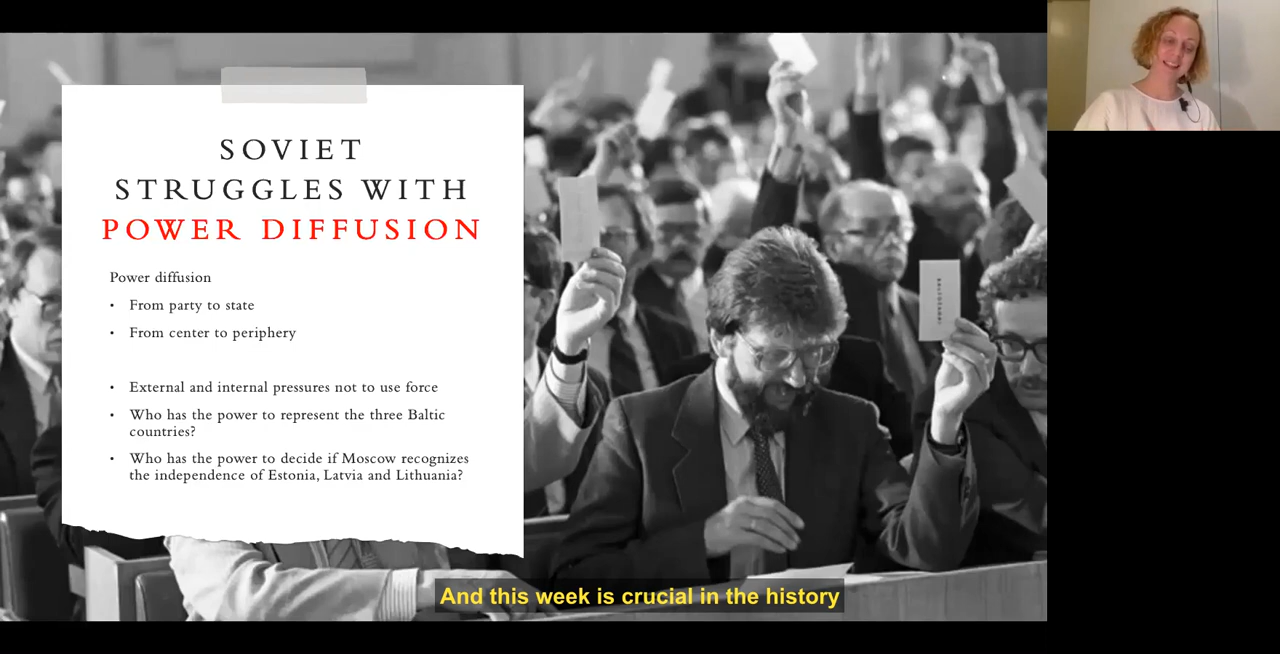 SOVIET
STRUGGLES WITH
POWER DIFFUSION
Power diffusion
• From party to state
• From center to periphery
• External and internal pressures not to use force
• Who has the power to represent the three Baltic
countries?
• Who has the power to decide if Moscow recognizes
the independence of Estonia, Latvia and Lithuania?
And this week is crucial in the history